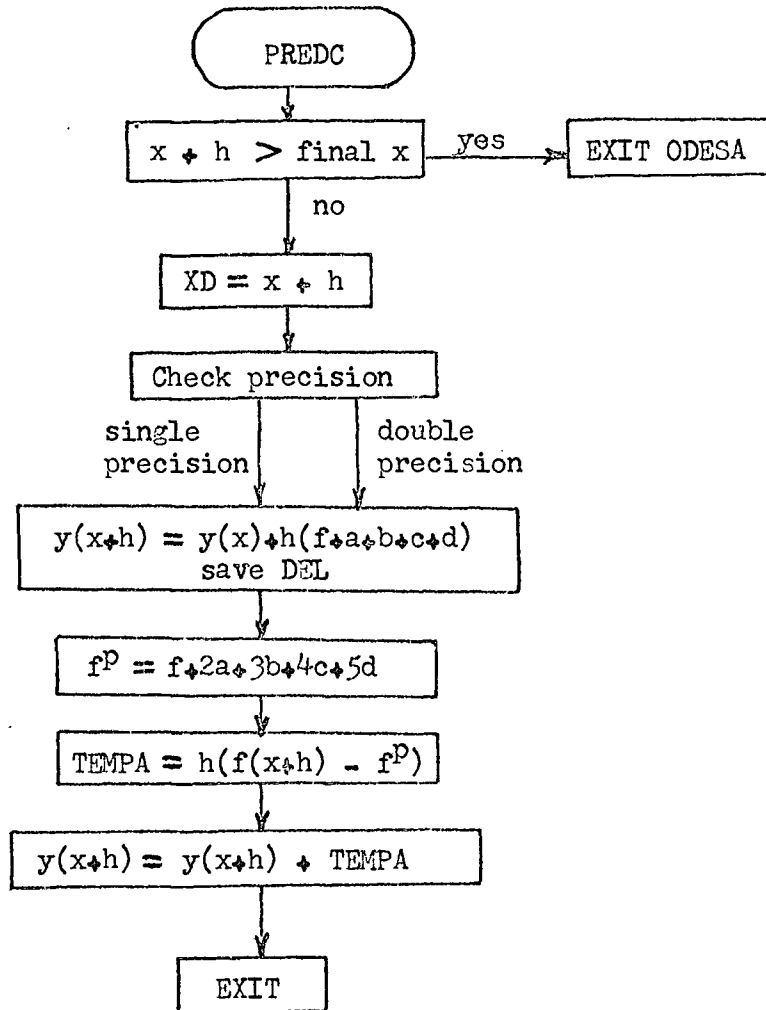 PREDC
x + h > final x
yes
EXIT ODESA
no
XD = x + h
Check precision
single
precision
double
precision
y(x+h) = y(x)+h(f+a+b+c+d)
save DEL
f^p = f+2a+3b+4c+5d
TEMPA = h(f(x+h) - f^p)
y(x+h) = y(x+h) + TEMPA
EXIT